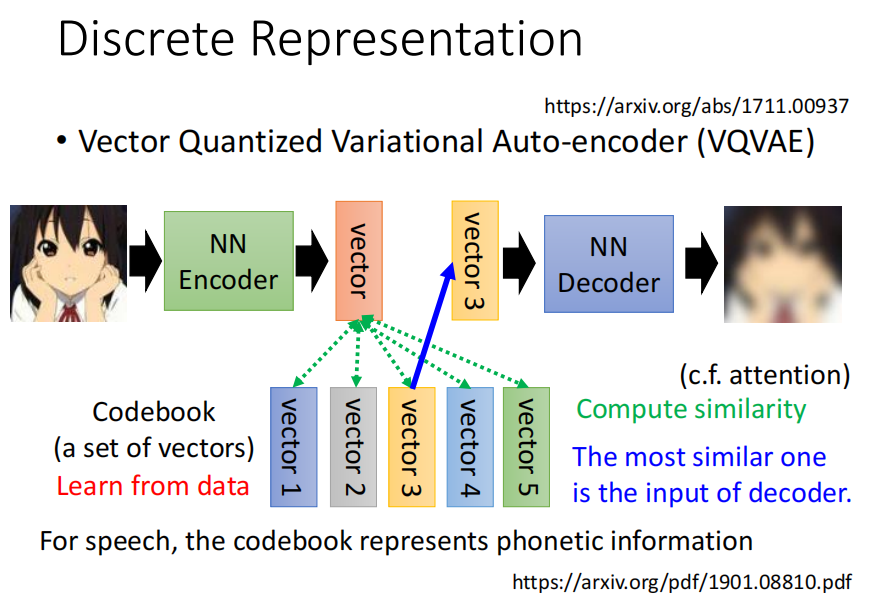 Discrete Representation
https://arxiv.org/abs/1711.00937
• Vector Quantized Variational Auto-encoder (VQVAE)
NN
Encoder
vector
vector 3
NN
Decoder
Codebook
(a set of vectors)
Learn from data
vector 1
vector 2
vector 3
vector 4
vector 5
(c.f. attention)
Compute similarity
The most similar one
is the input of decoder.
For speech, the codebook represents phonetic information
https://arxiv.org/pdf/1901.08810.pdf